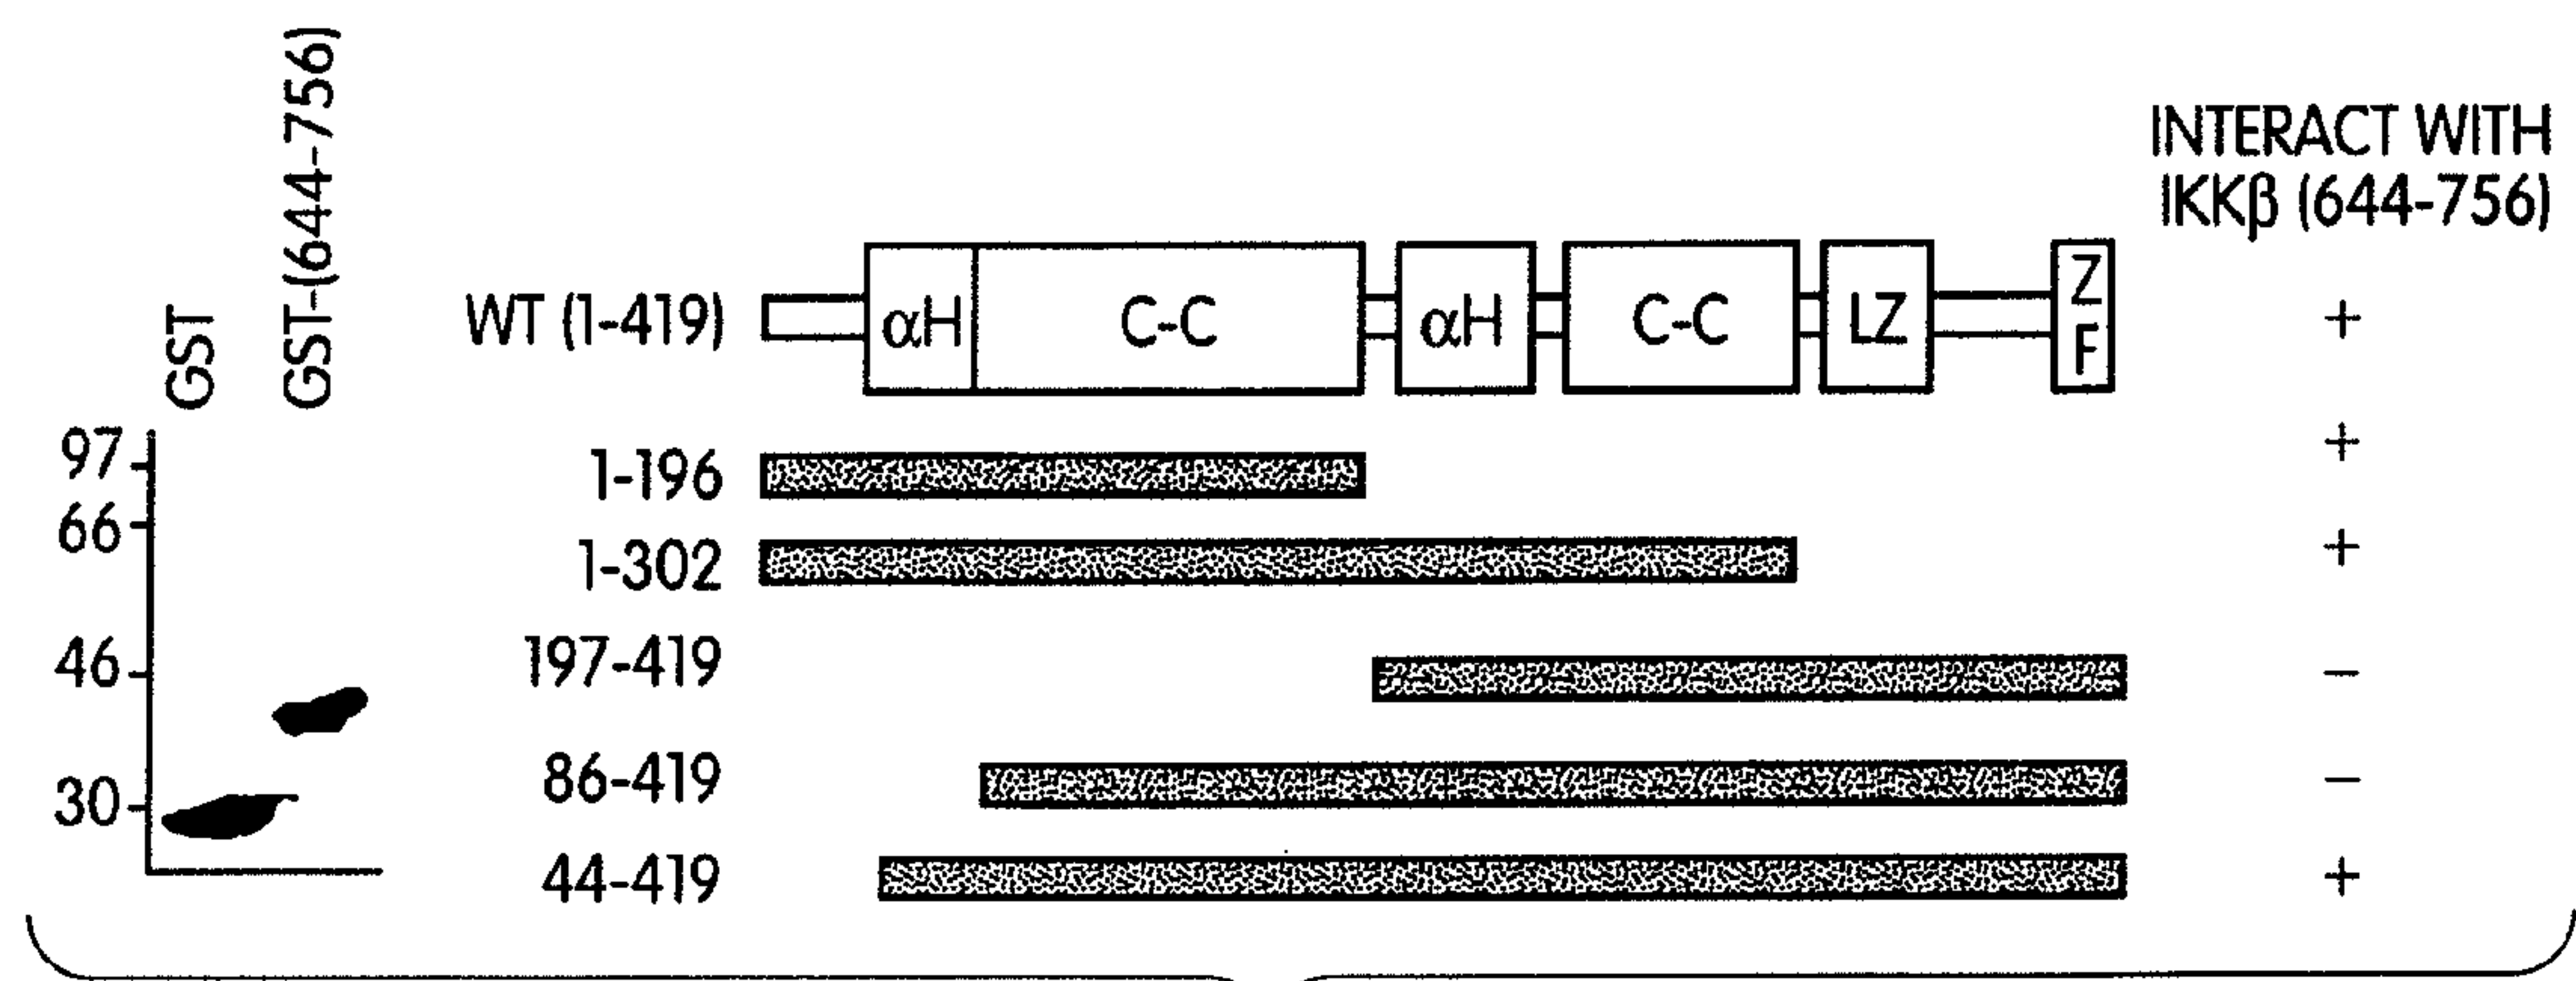 GST
GST-(644-756)
97
66
46
30
INTERACT WITH
IKKβ (644-756)
WT (1-419) αH C-C αH C-C LZ Z F +
1-196 +
1-302 +
197-419 −
86-419 −
44-419 +